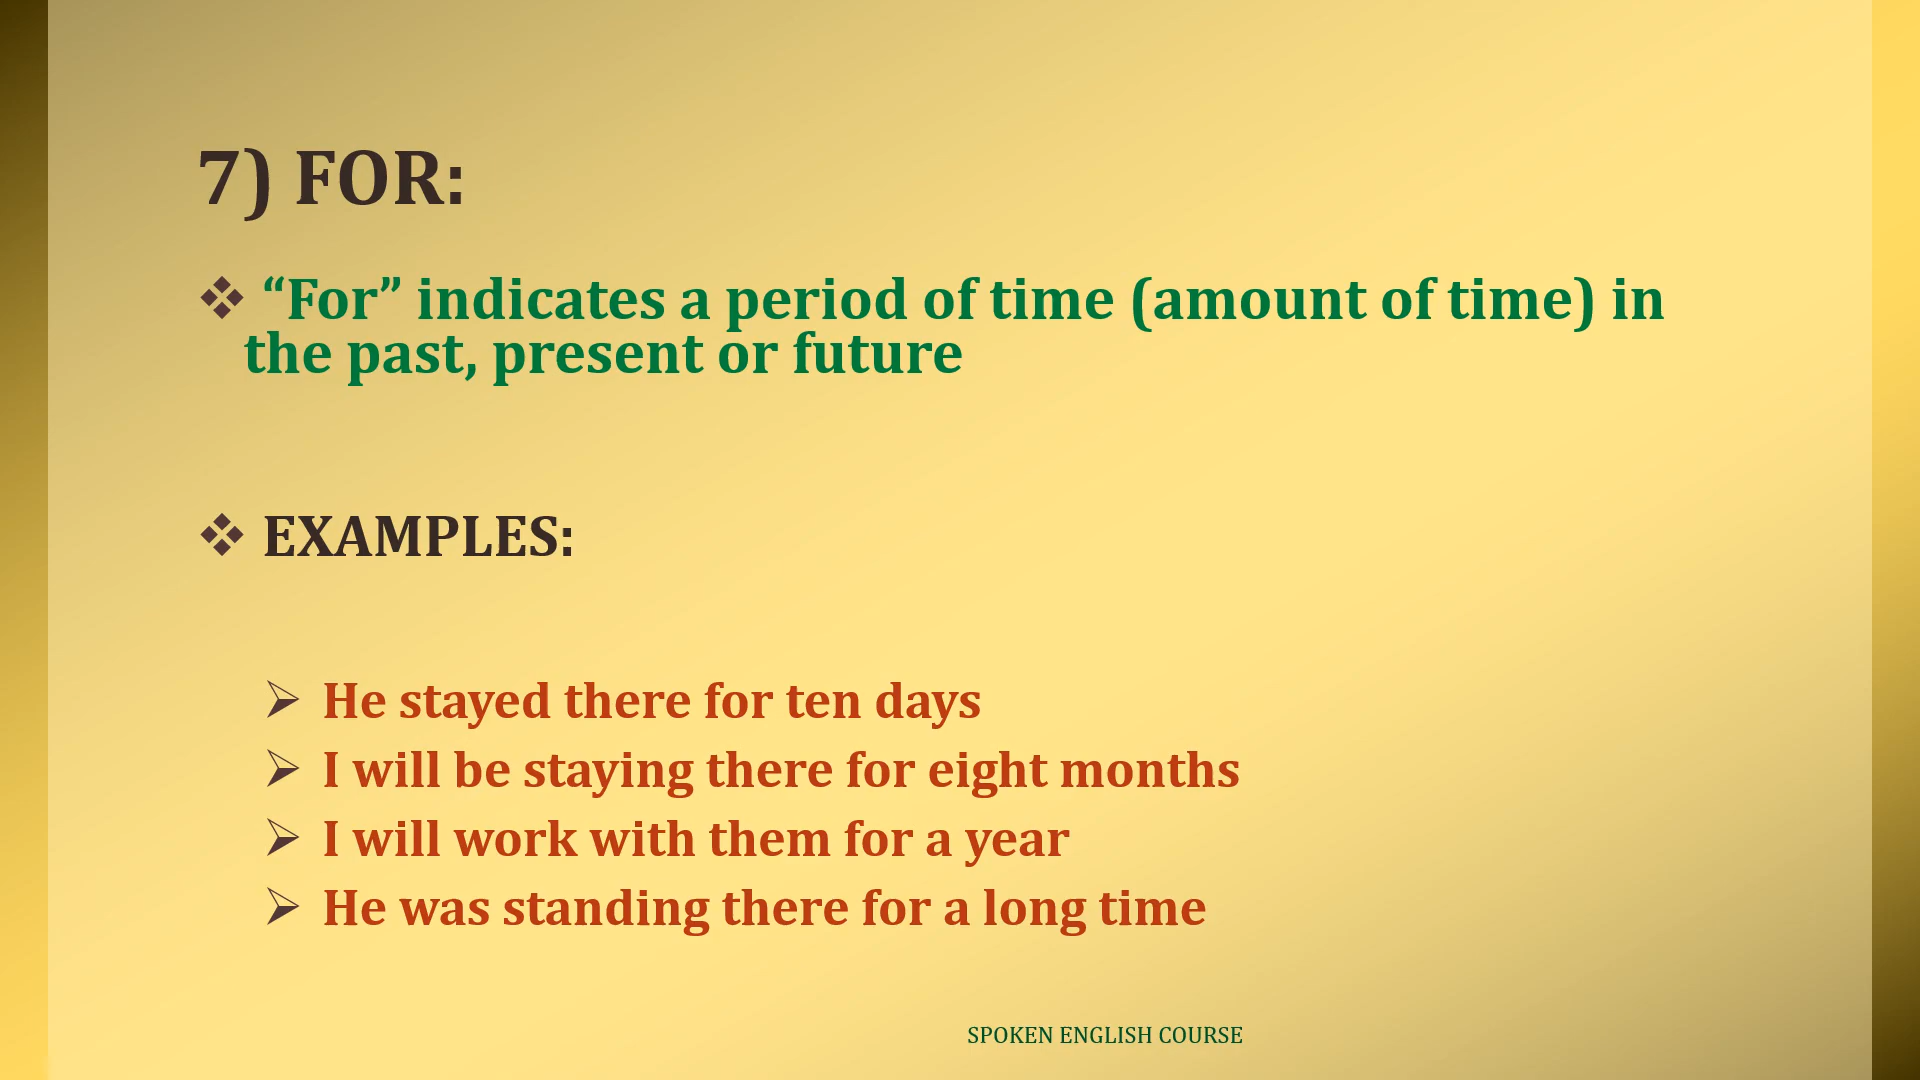 7) FOR:
“For” indicates a period of time (amount of time) in
the past, present or future
EXAMPLES:
He stayed there for ten days
I will be staying there for eight months
I will work with them for a year
He was standing there for a long time
SPOKEN ENGLISH COURSE